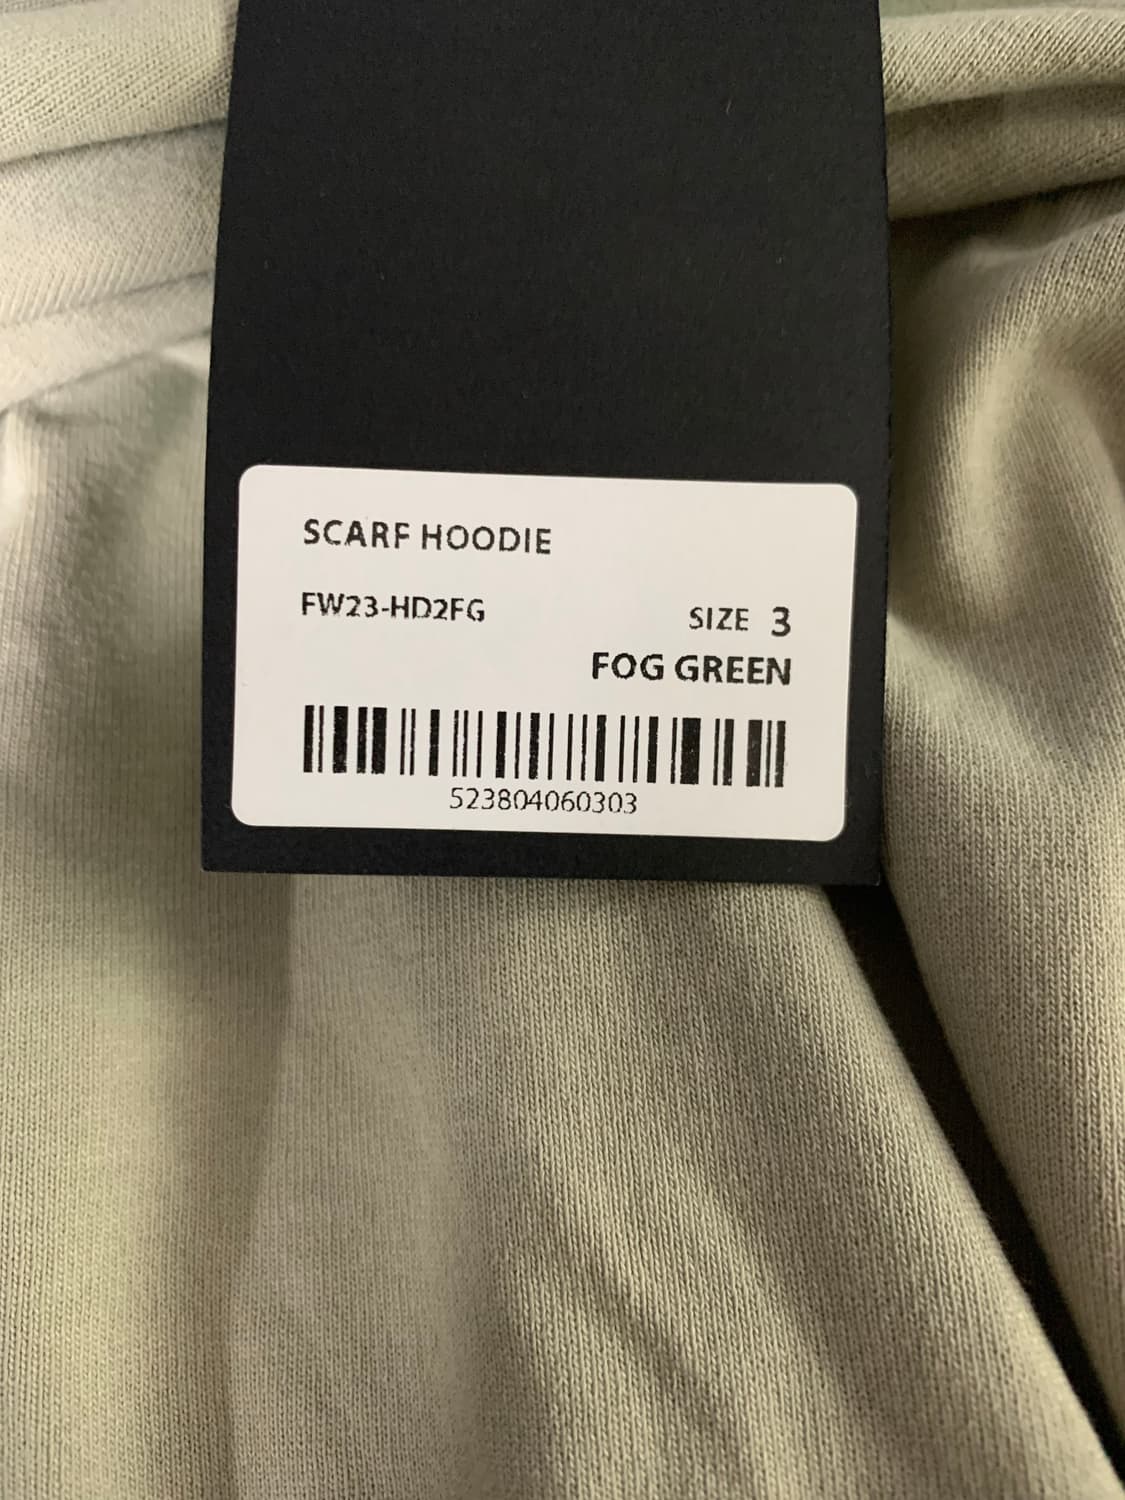 SCARF HOODIE
FW23-HD2FG
SIZE 3
FOG GREEN
523804060303